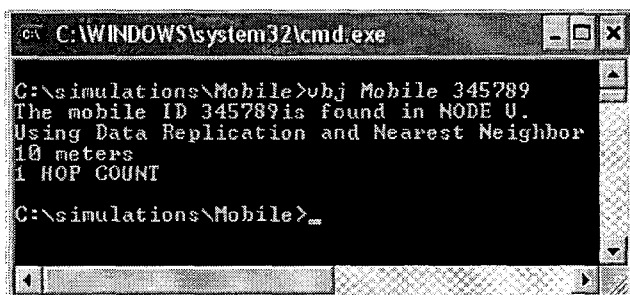 C:\WINDOWS\system32\cmd.exe
C:\simulations\Mobile>vbj Mobile 345789
The mobile ID 345789is found in NODE U.
Using Data Replication and Nearest Neighbor
10 meters
1 HOP COUNT
C:\simulations\Mobile>_